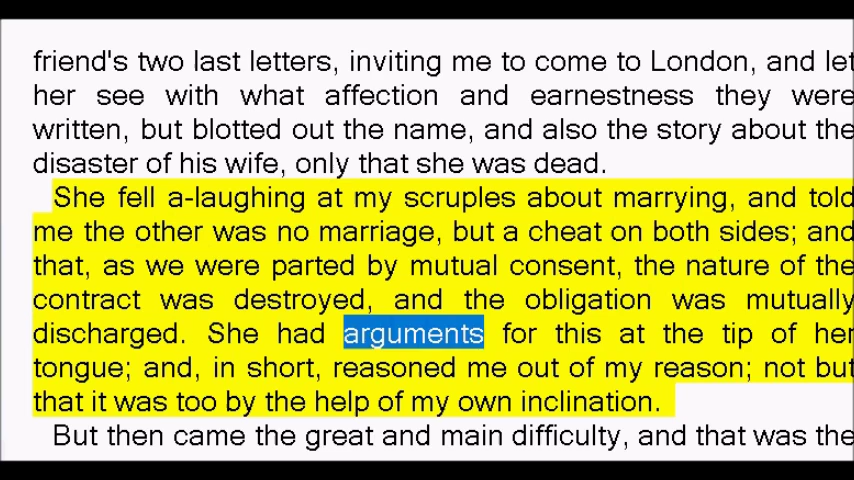 friend's two last letters, inviting me to come to London, and let
her see with what affection and earnestness they were
written, but blotted out the name, and also the story about the
disaster of his wife, only that she was dead.
She fell a-laughing at my scruples about marrying, and told
me the other was no marriage, but a cheat on both sides; and
that, as we were parted by mutual consent, the nature of the
contract was destroyed, and the obligation was mutually
discharged. She had arguments for this at the tip of her
tongue; and, in short, reasoned me out of my reason; not but
that it was too by the help of my own inclination.
But then came the great and main difficulty, and that was the